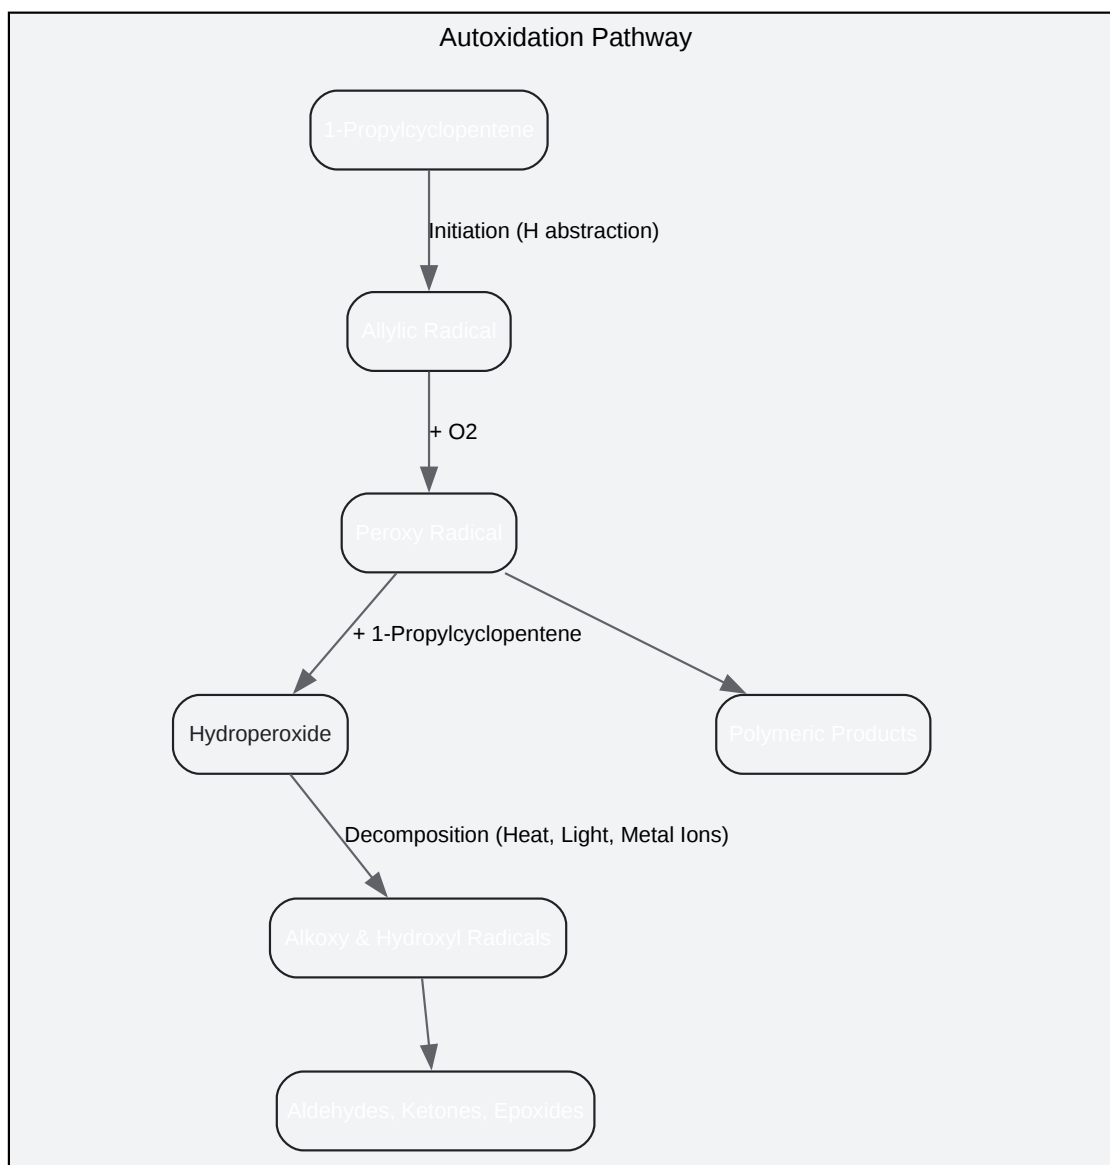 Autoxidation Pathway
1-Propylcyclopentene
Initiation (H abstraction)
Allylic Radical
+ O2
Peroxy Radical
+ 1-Propylcyclopentene
Hydroperoxide
Polymeric Products
Decomposition (Heat, Light, Metal Ions)
Alkoxy & Hydroxyl Radicals
Aldehydes, Ketones, Epoxides